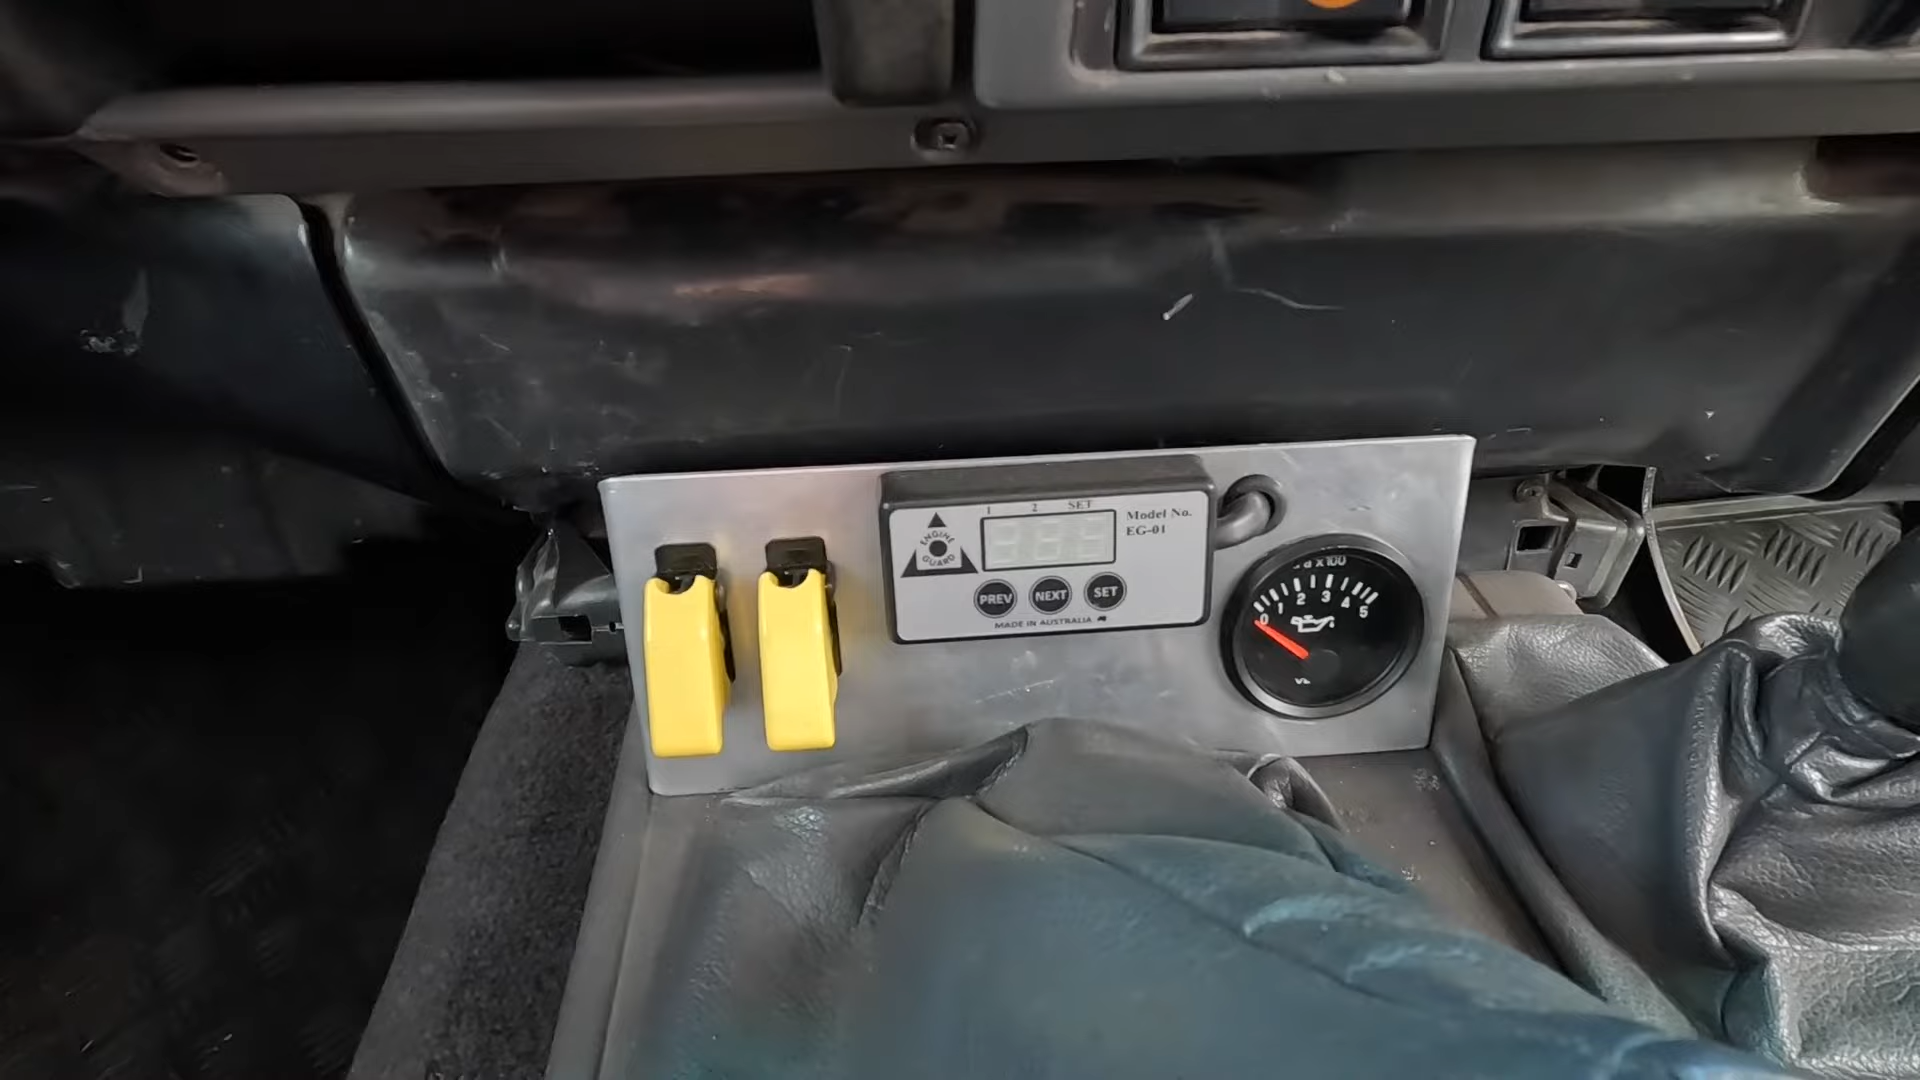 1 2 SET
Model No.
EG-01
ENGINE
GUARD
PREV NEXT SET
MADE IN AUSTRALIA
x100
0 1 2 3 4 5